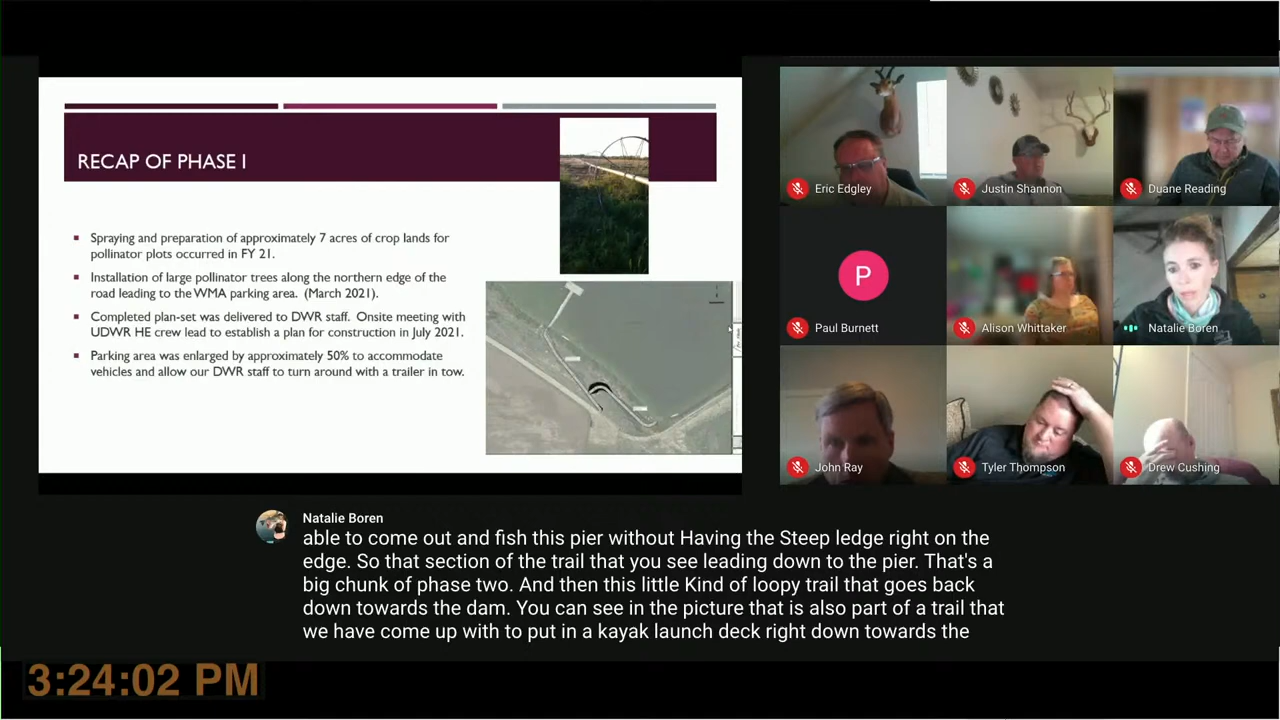 RECAP OF PHASE I
Spraying and preparation of approximately 7 acres of crop lands for
pollinator plots occurred in FY 21.
Installation of large pollinator trees along the northern edge of the
road leading to the WMA parking area. (March 2021).
Completed plan-set was delivered to DWR staff. Onsite meeting with
UDWR HE crew lead to establish a plan for construction in July 2021.
Parking area was enlarged by approximately 50% to accommodate
vehicles and allow our DWR staff to turn around with a trailer in tow.
Eric Edgley
Justin Shannon
Duane Reading
P
Paul Burnett
Alison Whittaker
Natalie Boren
John Ray
Tyler Thompson
Drew Cushing
Natalie Boren
able to come out and fish this pier without Having the Steep ledge right on the
edge. So that section of the trail that you see leading down to the pier. That's a
big chunk of phase two. And then this little Kind of loopy trail that goes back
down towards the dam. You can see in the picture that is also part of a trail that
we have come up with to put in a kayak launch deck right down towards the
3:24:02 PM